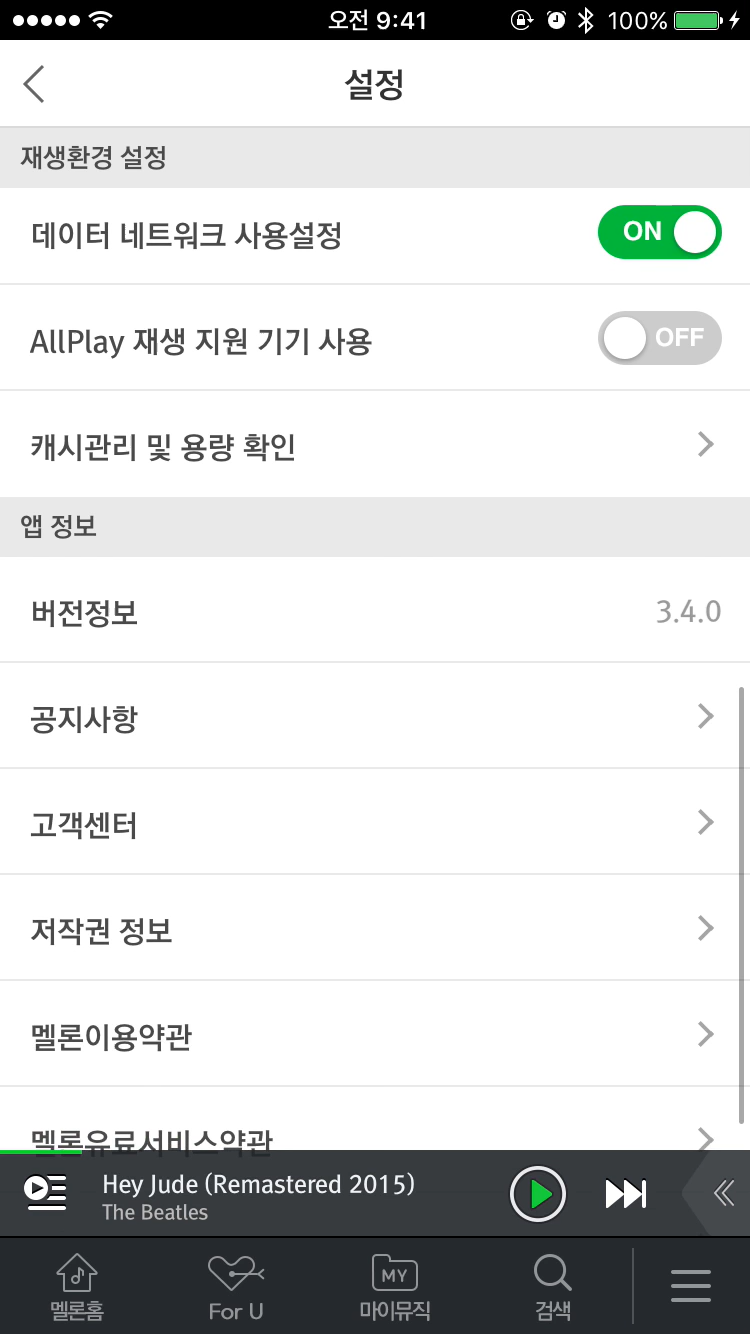 오전 9:41
100%
설정
재생환경 설정
데이터 네트워크 사용설정
ON
AllPlay 재생 지원 기기 사용
OFF
캐시관리 및 용량 확인
앱 정보
버전정보
3.4.0
공지사항
고객센터
저작권 정보
멜론이용약관
멜론유료서비스약관
Hey Jude (Remastered 2015)
The Beatles
멜론홈
For U
MY
마이뮤직
검색